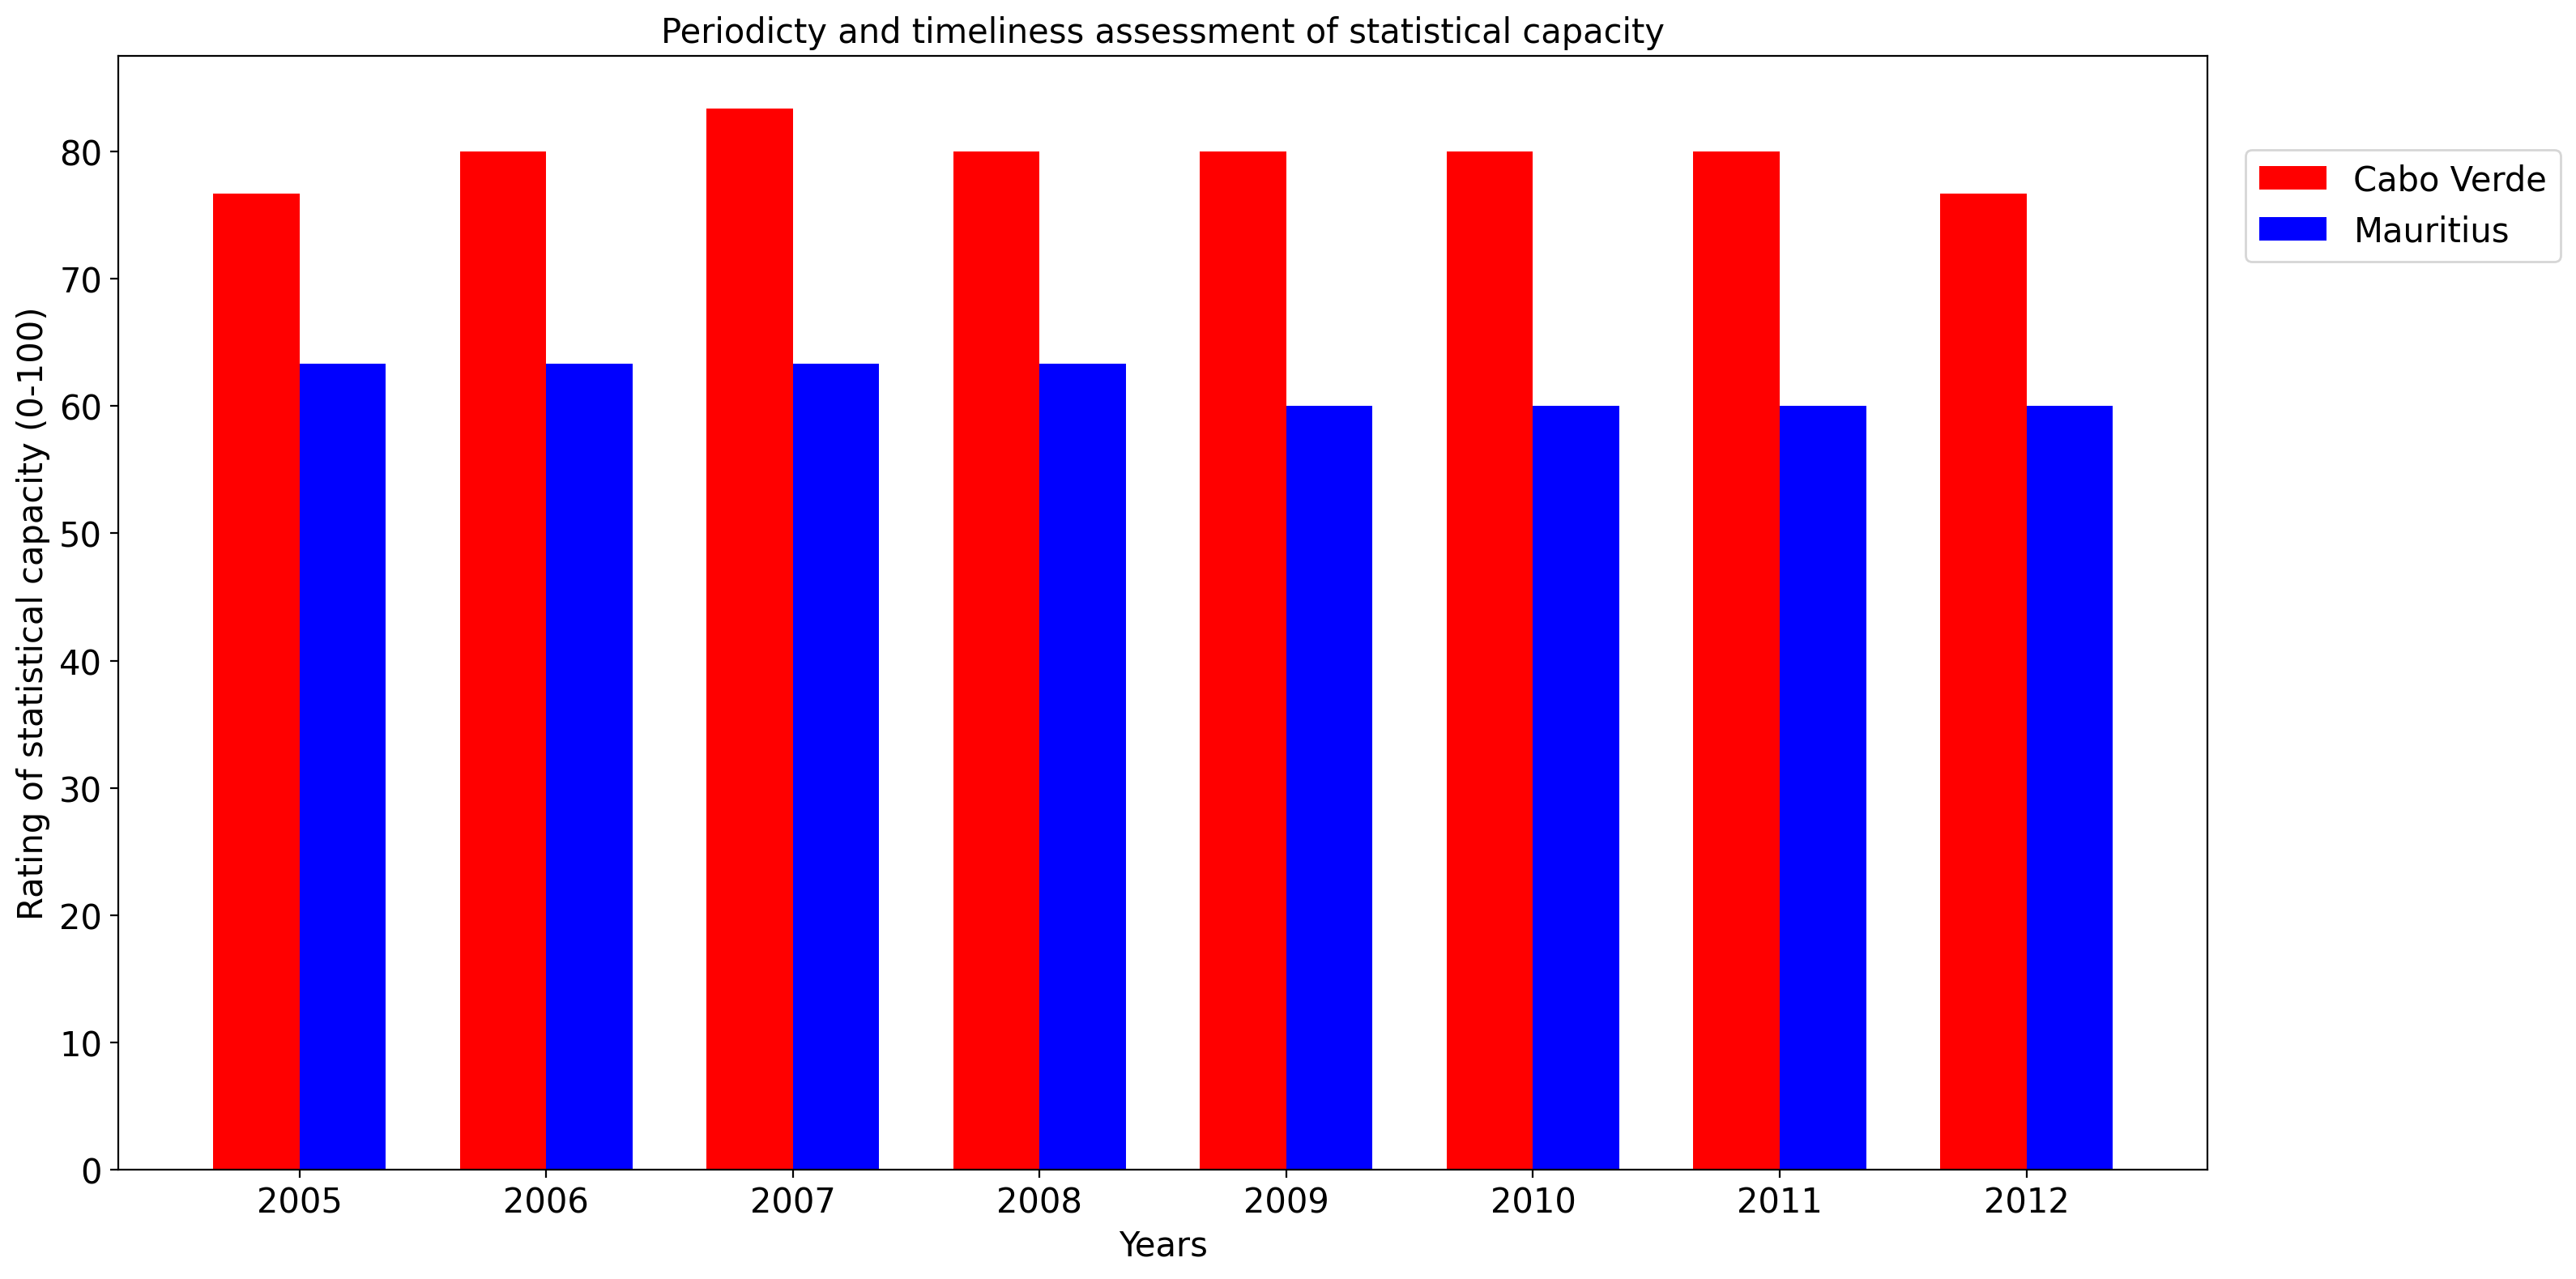 Periodicty and timeliness assessment of statistical capacity
Rating of statistical capacity (0-100)
80
70
60
50
40
30
20
10
0
2005 2006 2007 2008 2009 2010 2011 2012
Years
Cabo Verde
Mauritius